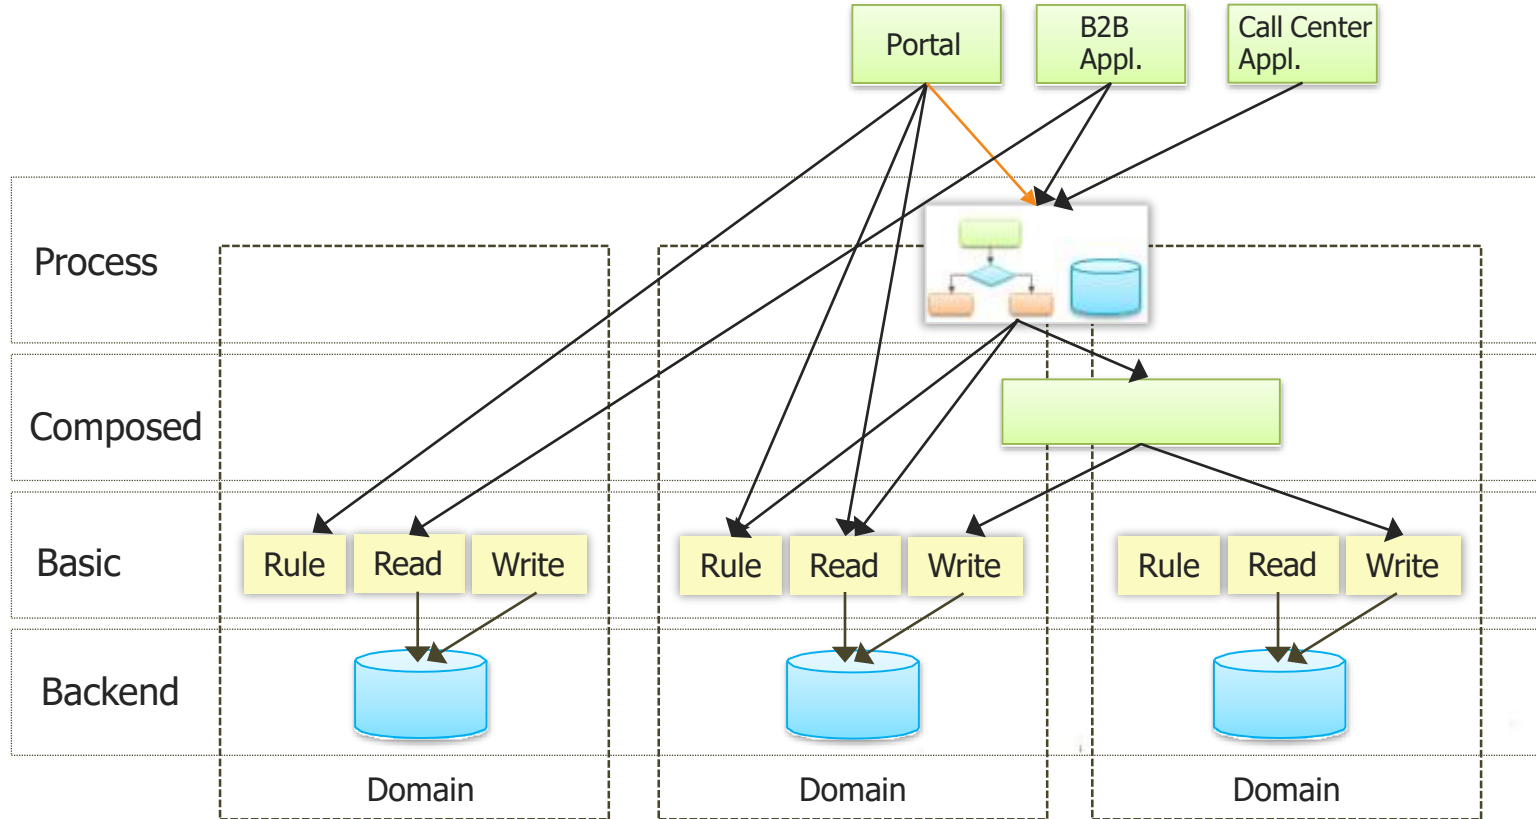 Portal
B2B
Appl.
Call Center
Appl.
Process
Composed
Basic
Rule
Read
Write
Rule
Read
Write
Rule
Read
Write
Backend
Domain
Domain
Domain